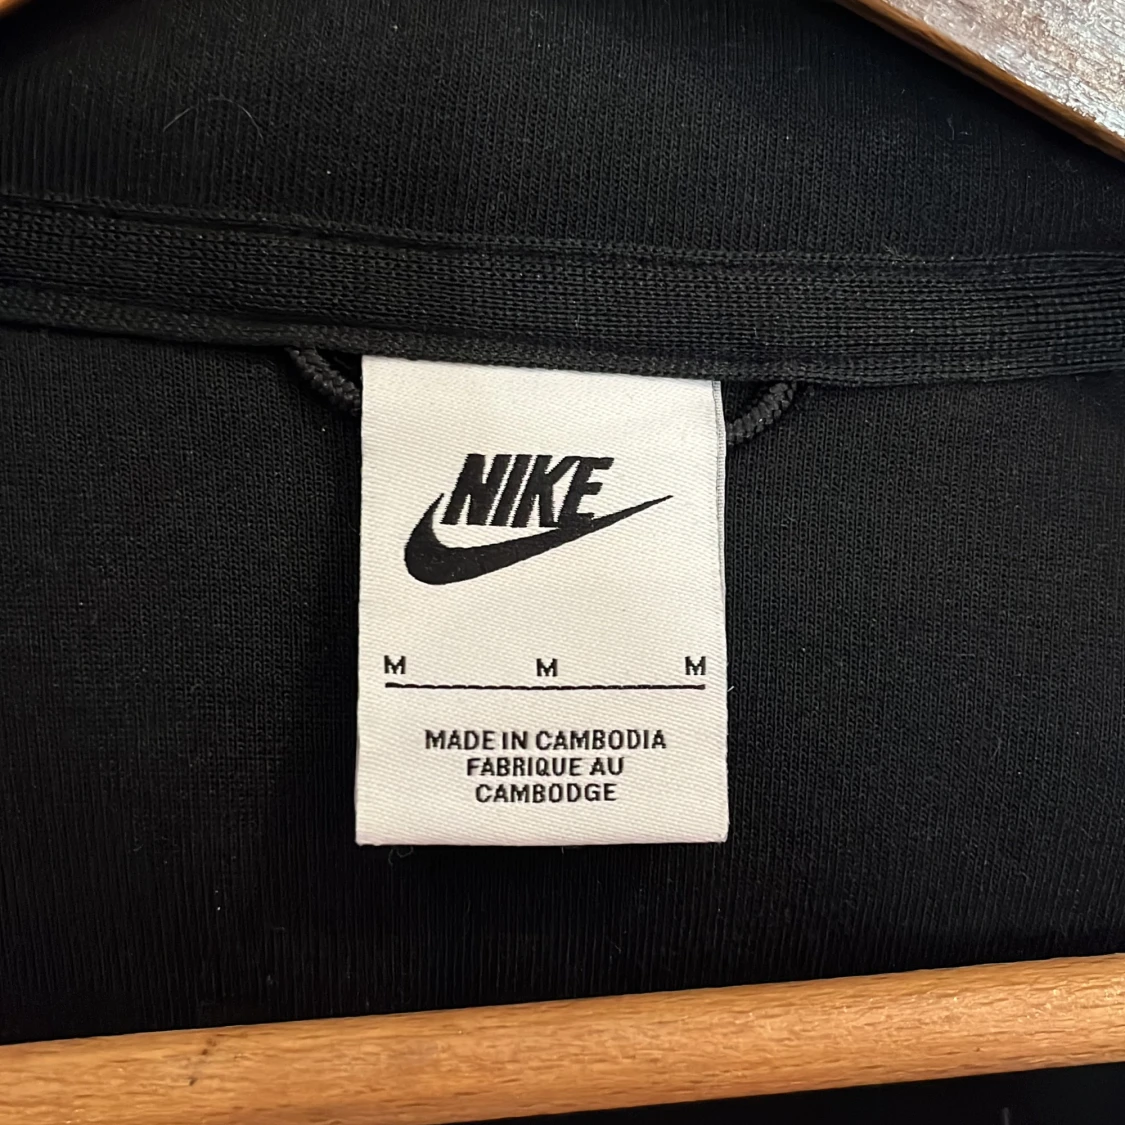 NIKE
M M M
MADE IN CAMBODIA
FABRIQUE AU
CAMBODGE